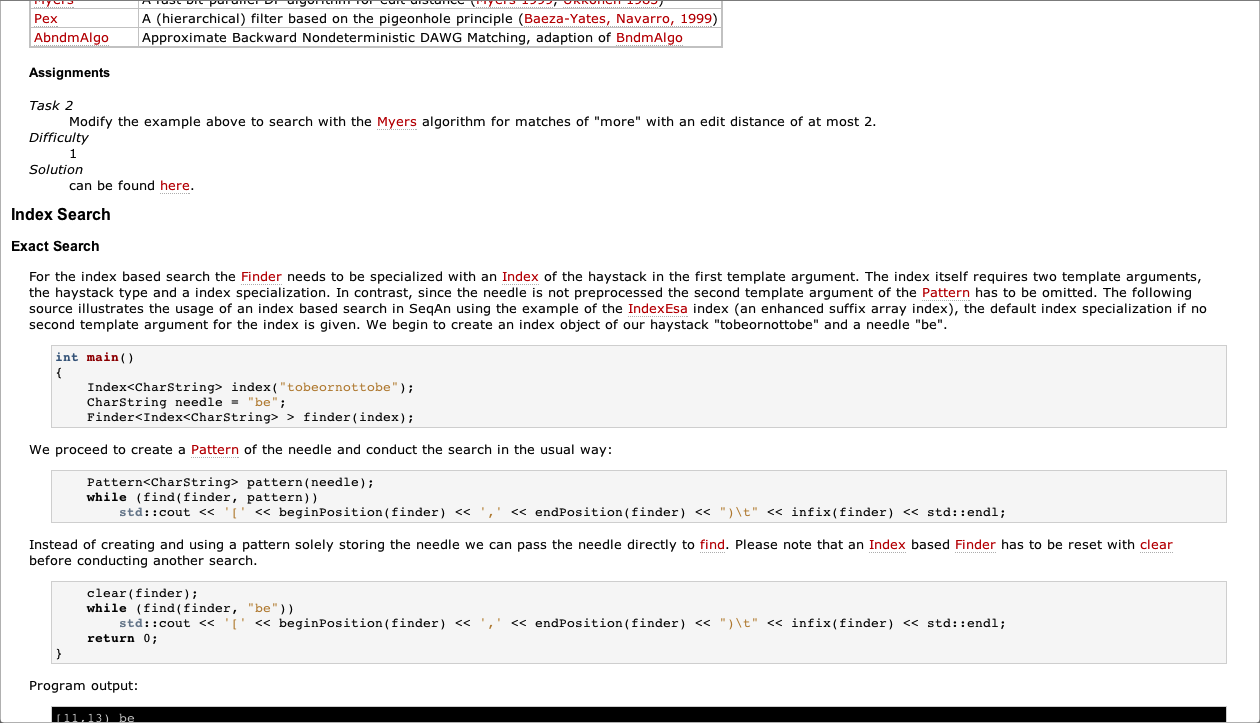 Myers A fast bit-parallel DP algorithm for edit distance (Myers 1999, Ukkonen 1985)
Pex A (hierarchical) filter based on the pigeonhole principle (Baeza-Yates, Navarro, 1999)
AbndmAlgo Approximate Backward Nondeterministic DAWG Matching, adaption of BndmAlgo
Assignments
Task 2
Modify the example above to search with the Myers algorithm for matches of "more" with an edit distance of at most 2.
Difficulty
1
Solution
can be found here.
Index Search
Exact Search
For the index based search the Finder needs to be specialized with an Index of the haystack in the first template argument. The index itself requires two template arguments,
the haystack type and a index specialization. In contrast, since the needle is not preprocessed the second template argument of the Pattern has to be omitted. The following
source illustrates the usage of an index based search in SeqAn using the example of the IndexEsa index (an enhanced suffix array index), the default index specialization if no
second template argument for the index is given. We begin to create an index object of our haystack "tobeornottobe" and a needle "be".
int main()
{
    Index<CharString> index("tobeornottobe");
    CharString needle = "be";
    Finder<Index<CharString> > finder(index);
We proceed to create a Pattern of the needle and conduct the search in the usual way:
    Pattern<CharString> pattern(needle);
    while (find(finder, pattern))
        std::cout << '[' << beginPosition(finder) << ',' << endPosition(finder) << ")\t" << infix(finder) << std::endl;
Instead of creating and using a pattern solely storing the needle we can pass the needle directly to find. Please note that an Index based Finder has to be reset with clear
before conducting another search.
    clear(finder);
    while (find(finder, "be"))
        std::cout << '[' << beginPosition(finder) << ',' << endPosition(finder) << ")\t" << infix(finder) << std::endl;
    return 0;
}
Program output:
[11,13) be